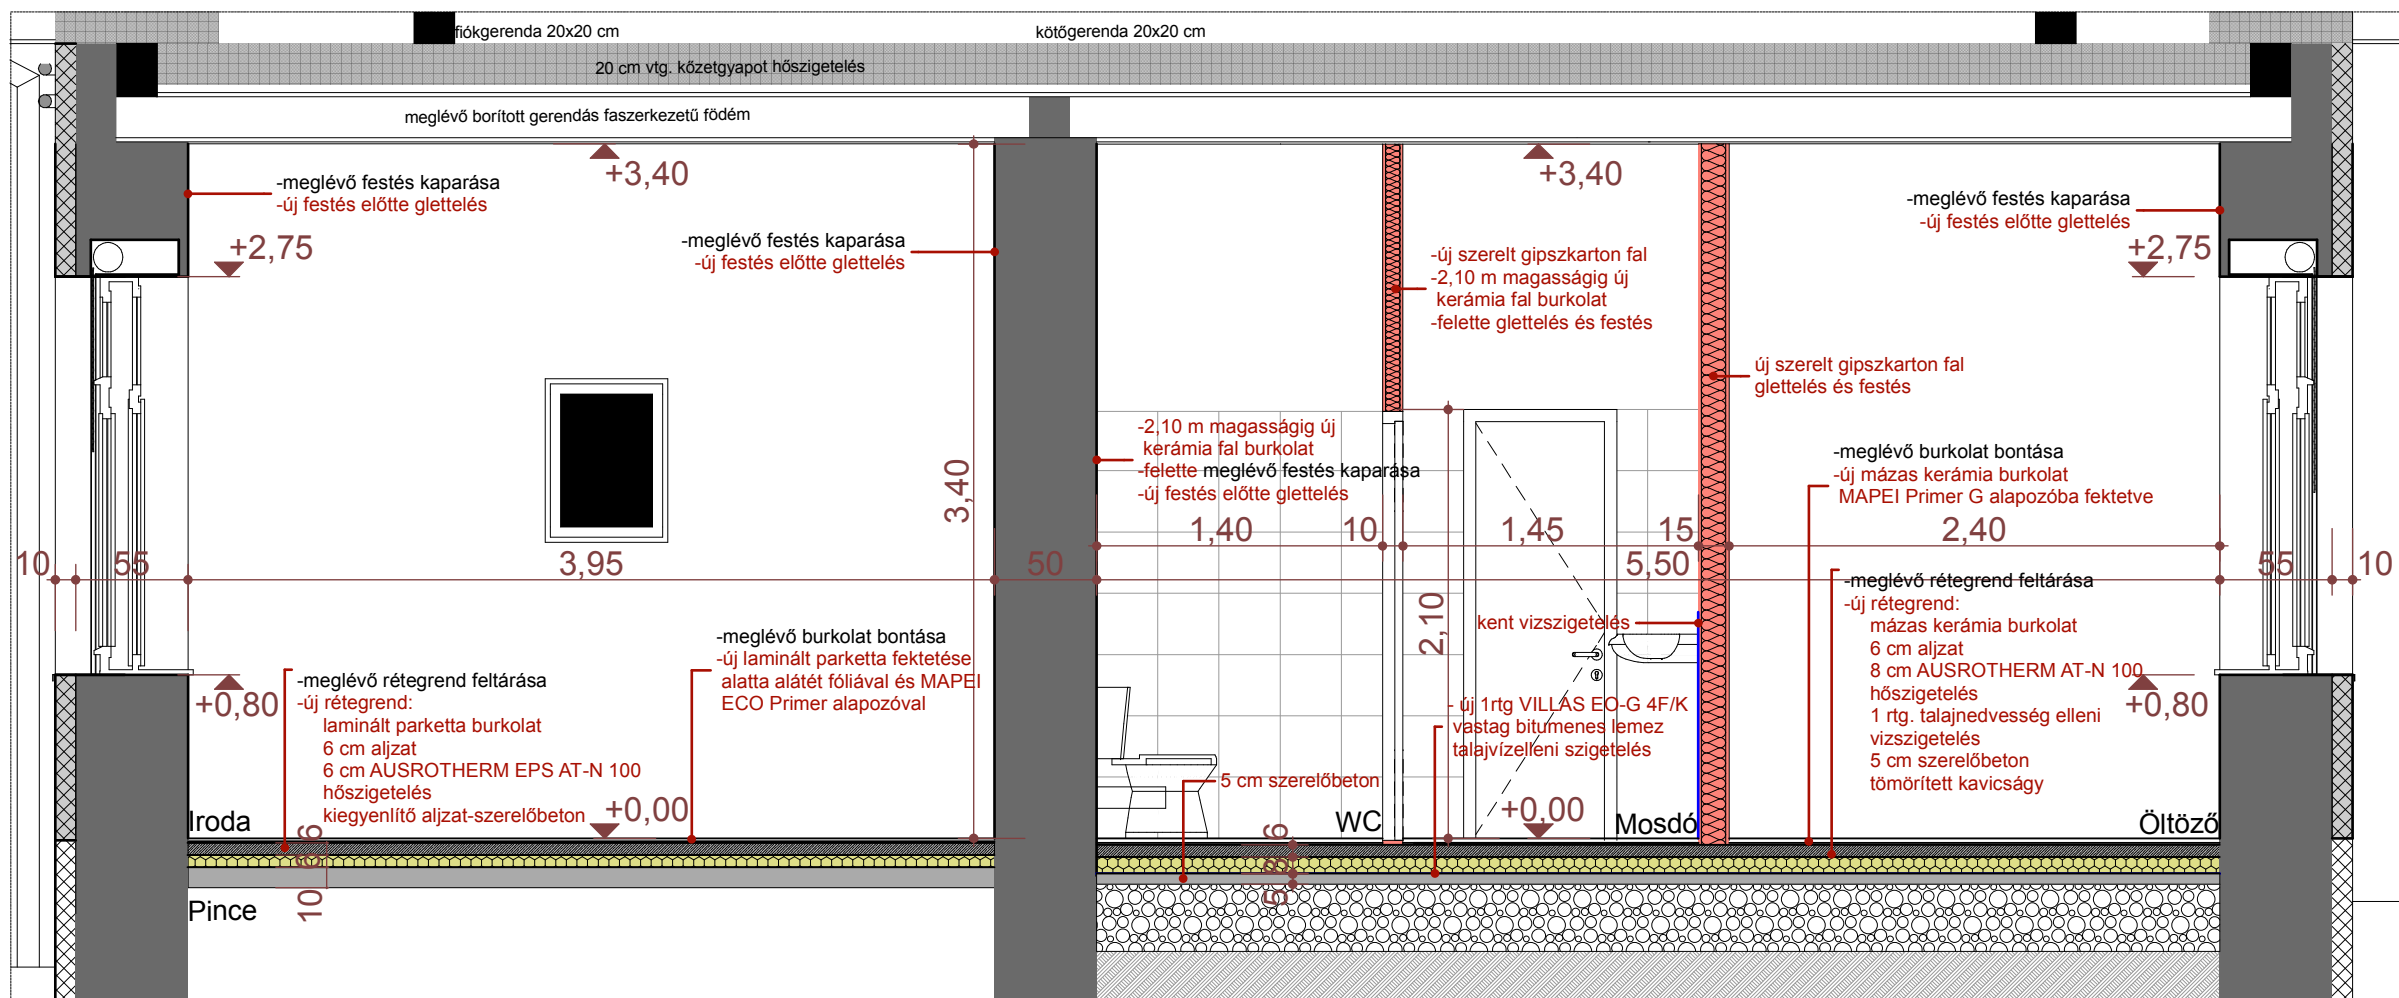 fiókgerenda 20x20 cm
kötőgerenda 20x20 cm
20 cm vtg. kőzetgyapot hőszigetelés
meglévő borított gerendás faszerkezetű födém
+3,40
+3,40
-meglévő festés kaparása
-új festés előtte glettelés
+2,75
-meglévő festés kaparása
-új festés előtte glettelés
-új szerelt gipszkarton fal
-2,10 m magasságig új
kerámia fal burkolat
-felette glettelés és festés
-meglévő festés kaparása
-új festés előtte glettelés
+2,75
új szerelt gipszkarton fal
glettelés és festés
-2,10 m magasságig új
kerámia fal burkolat
-felette meglévő festés kaparása
-új festés előtte glettelés
-meglévő burkolat bontása
-új mázas kerámia burkolat
MAPEI Primer G alapozóba fektetve
3,40
1,40
10
1,45
15
2,40
10
55
3,95
50
5,50
55
10
2,10
kent vizszigetelés
-meglévő rétegrend feltárása
-új rétegrend:
mázas kerámia burkolat
6 cm aljzat
8 cm AUSROTHERM AT-N 100
hőszigetelés
1 rtg. talajnedvesség elleni
vizszigetelés
5 cm szerelőbeton
tömörített kavicságy
-meglévő burkolat bontása
-új laminált parketta fektetése
alatta alátét fóliával és MAPEI
ECO Primer alapozóval
+0,80
-meglévő rétegrend feltárása
-új rétegrend:
laminált parketta burkolat
6 cm aljzat
6 cm AUSROTHERM EPS AT-N 100
hőszigetelés
kiegyenlítő aljzat-szerelőbeton
- új 1rtg VILLAS EO-G 4F/K
vastag bitumenes lemez
talajvízelleni szigetelés
5 cm szerelőbeton
+0,80
+0,00
+0,00
Iroda
WC
Mosdó
Öltöző
10 6 6
5 8 6
Pince